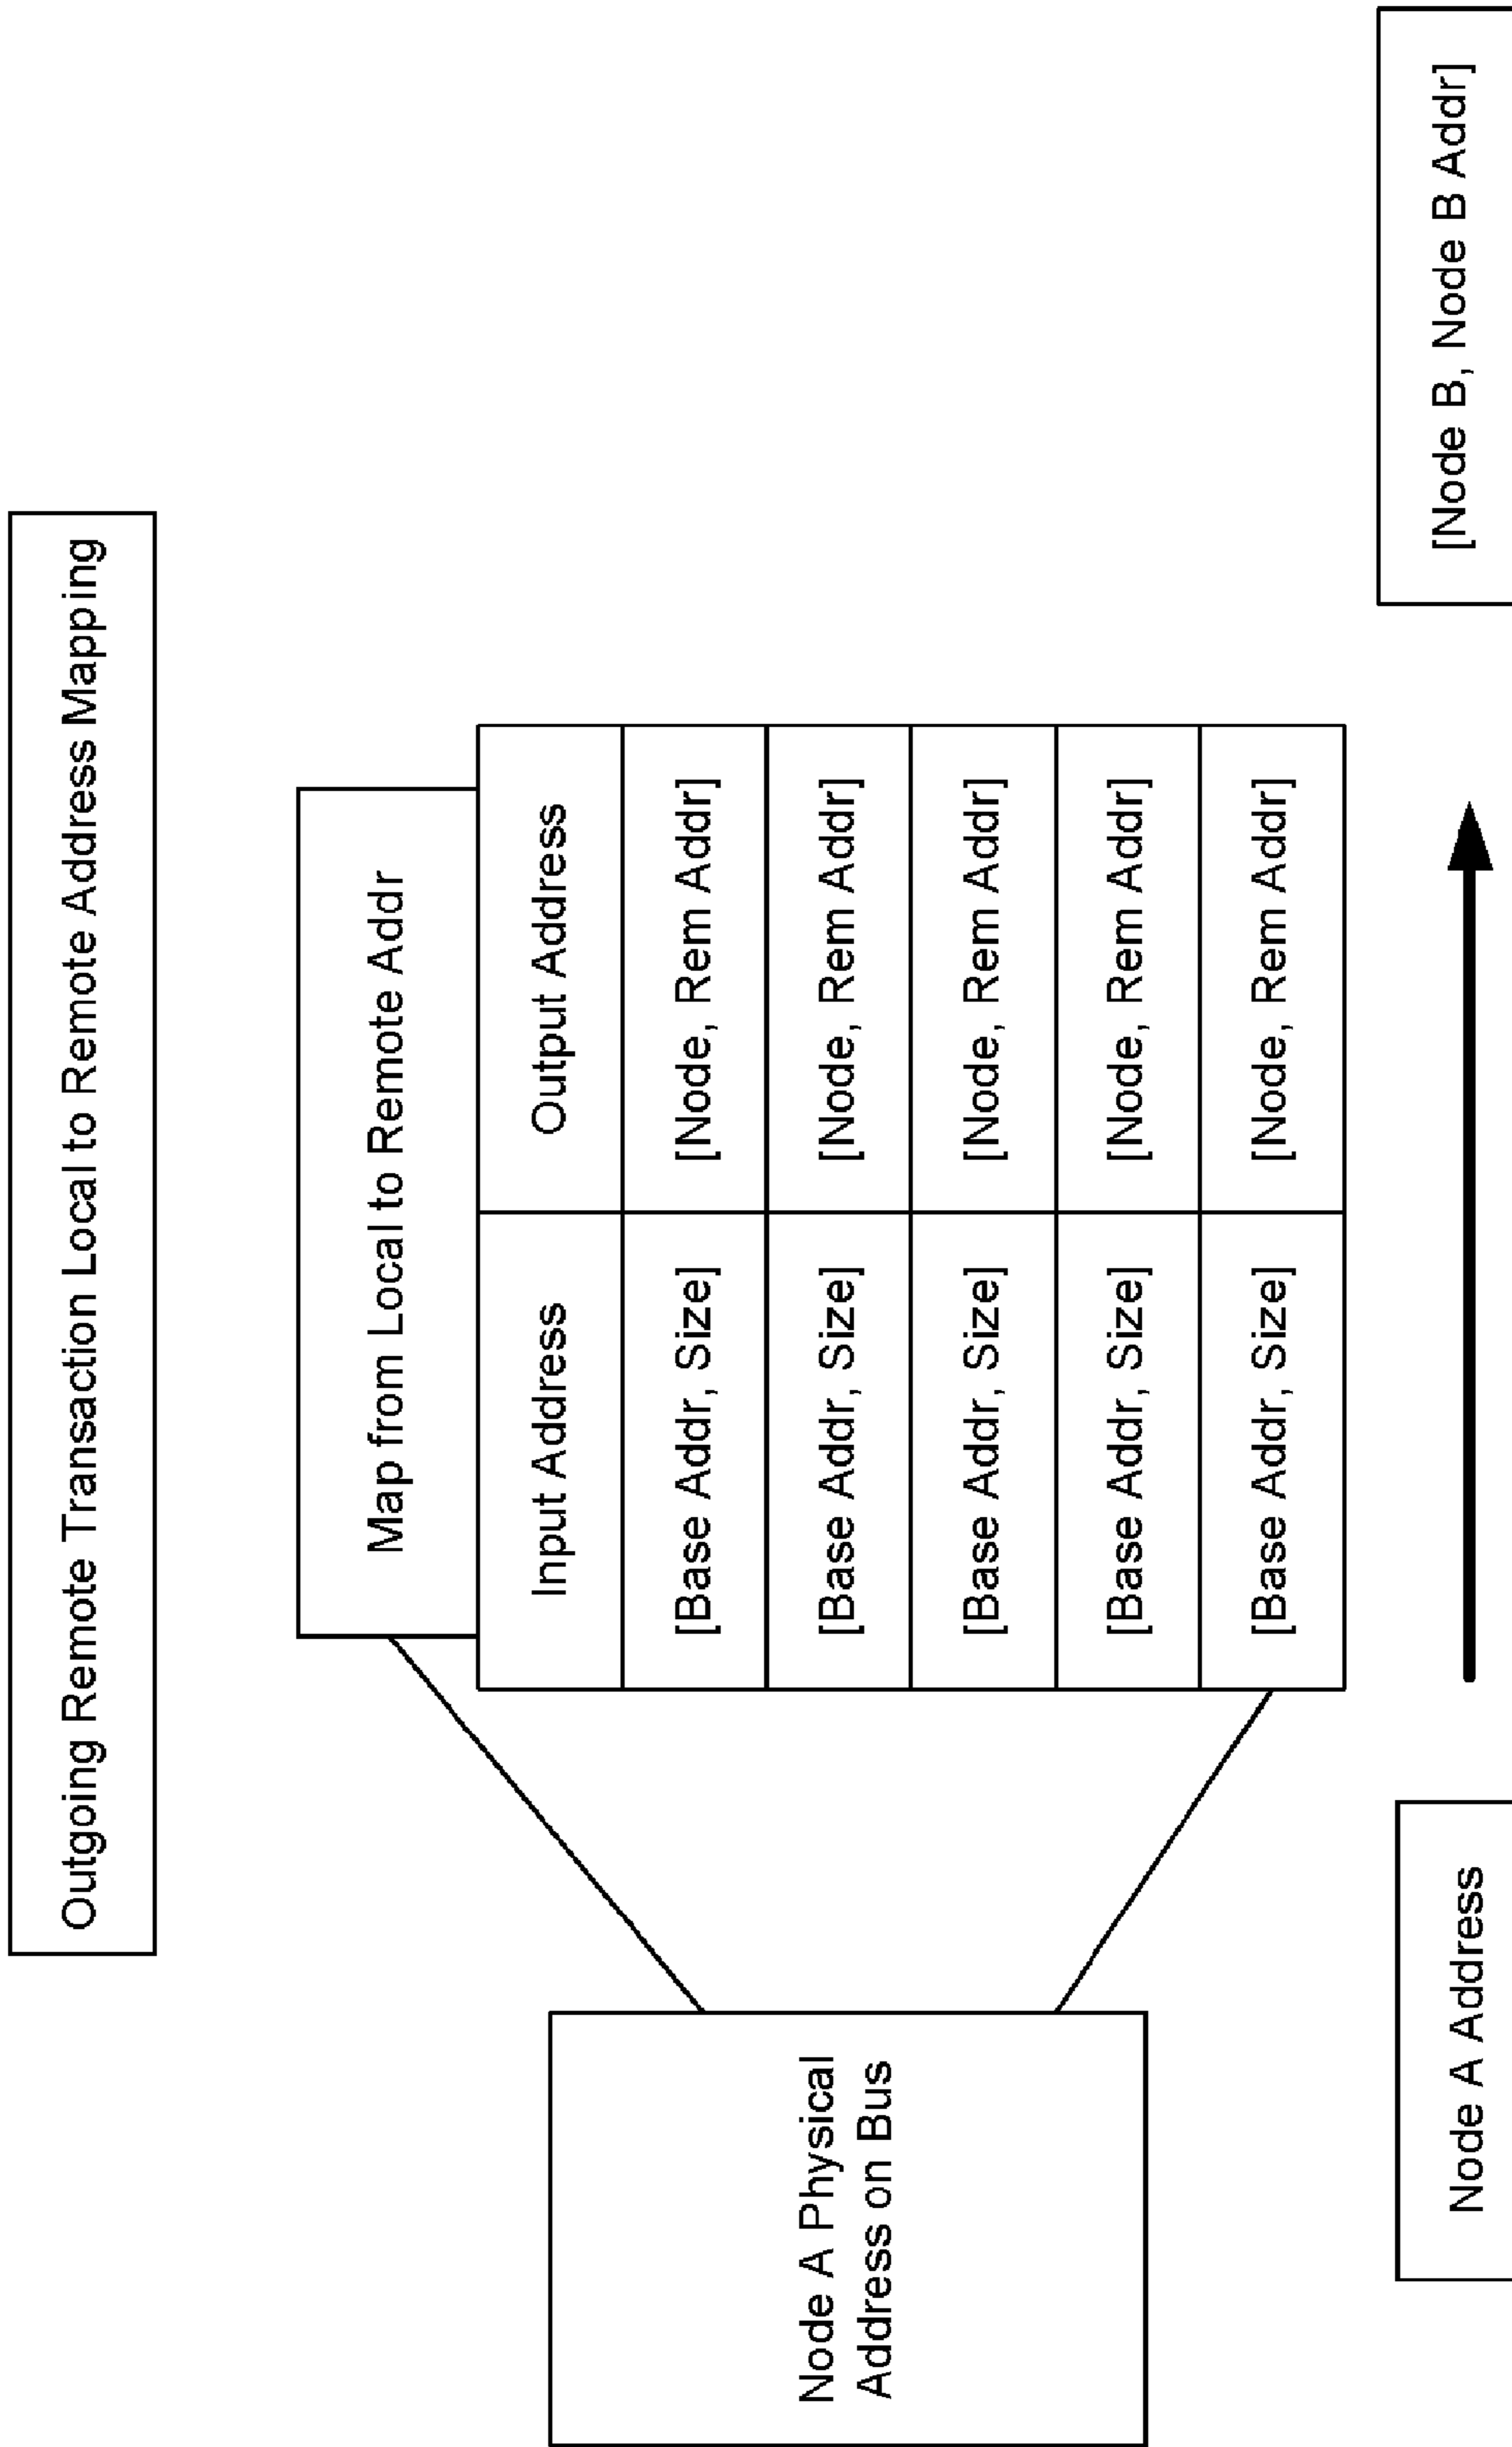 Outgoing Remote Transaction Local to Remote Address Mapping
Map from Local to Remote Addr
Input Address Output Address
[Base Addr, Size] [Node, Rem Addr]
[Base Addr, Size] [Node, Rem Addr]
[Base Addr, Size] [Node, Rem Addr]
[Base Addr, Size] [Node, Rem Addr]
[Base Addr, Size] [Node, Rem Addr]
Node A Physical
Address on Bus
Node A Address
[Node B, Node B Addr]